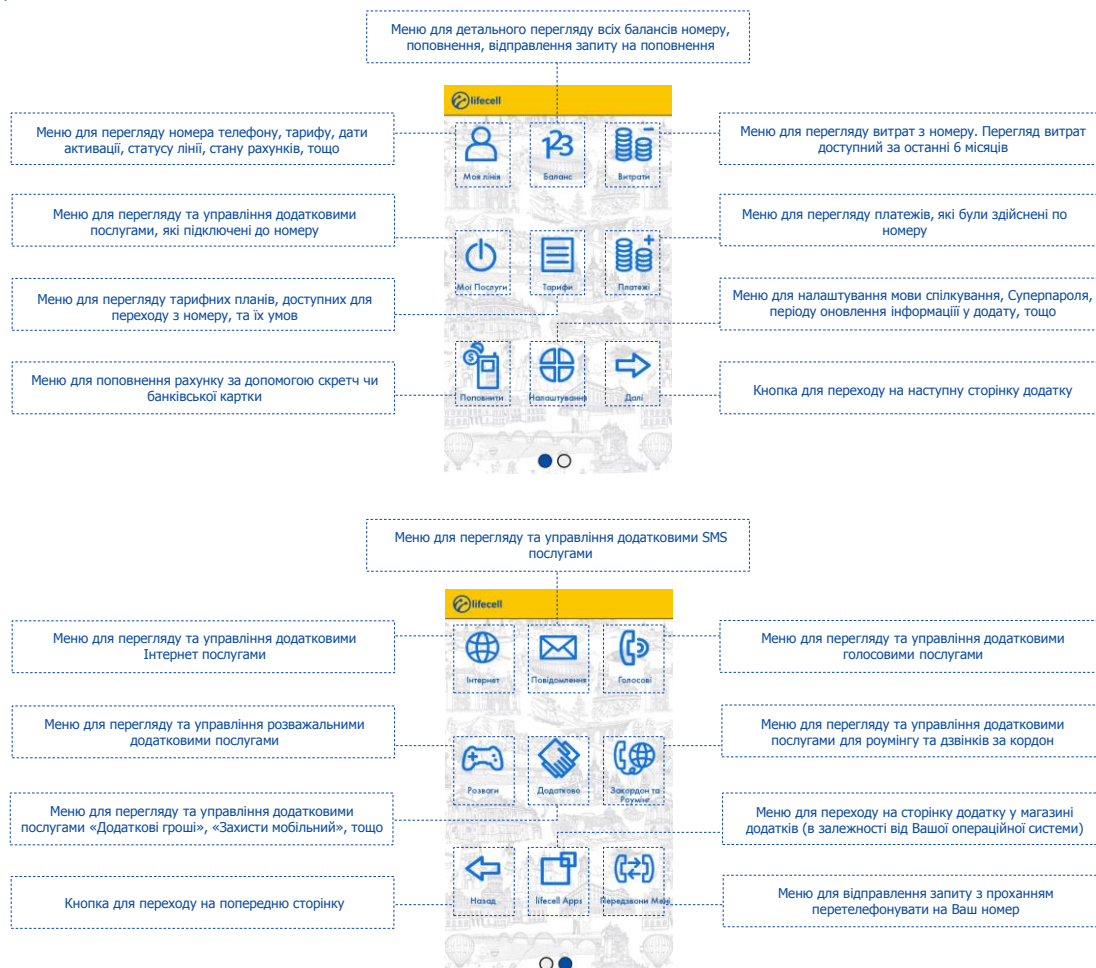 Меню для детального перегляду всіх балансів номеру,
поповнення, відправлення запиту на поповнення
lifecell
Меню для перегляду номера телефону, тарифу, дати
активації, статусу лінії, стану рахунків, тощо
Моя лінія
Баланс
Витрати
Меню для перегляду витрат з номеру. Перегляд витрат
доступний за останні 6 місяців
Меню для перегляду та управління додатковими
послугами, які підключені до номеру
Меню для перегляду платежів, які були здійснені по
номеру
Мої Послуги
Тарифи
Платежі
Меню для перегляду тарифних планів, доступних для
переходу з номеру, та їх умов
Меню для налаштування мови спілкування, Суперпароля,
періоду оновлення інформаціїї у додату, тощо
Меню для поповнення рахунку за допомогою скретч чи
банківської картки
Поповнити
Налаштування
Далі
Кнопка для переходу на наступну сторінку додатку
Меню для перегляду та управління додатковими SMS
послугами
lifecell
Меню для перегляду та управління додатковими
Інтернет послугами
Інтернет
Повідомлення
Голосові
Меню для перегляду та управління додатковими
голосовими послугами
Меню для перегляду та управління розважальними
додатковими послугами
Меню для перегляду та управління додатковими
послугами для роумінгу та дзвінків за кордон
Розваги
Додатково
Закордон та
Роумінг
Меню для перегляду та управління додатковими
послугами «Додаткові гроші», «Захисти мобільний», тощо
Меню для переходу на сторінку додатку у магазині
додатків (в залежності від Вашої операційної системи)
Кнопка для переходу на попередню сторінку
Назад
lifecell Apps
Передзвони Мені
Меню для відправлення запиту з проханням
перетелефонувати на Ваш номер